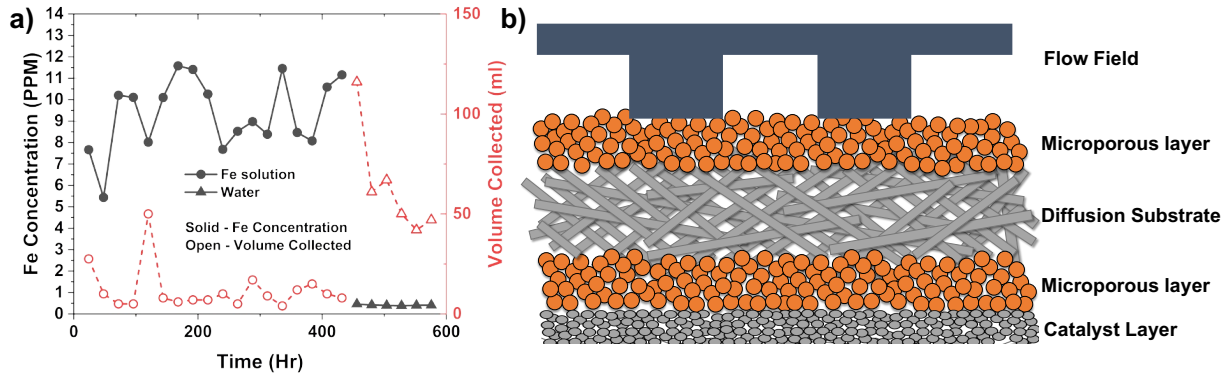 a)
Fe Concentration (PPM)
14
13
12
11
10
9
8
7
6
5
4
3
2
1
0
Fe solution
Water
Solid - Fe Concentration
Open - Volume Collected
0
200
400
600
Time (Hr)
150
100
50
0
Volume Collected (ml)
b)
Flow Field
Microporous layer
Diffusion Substrate
Microporous layer
Catalyst Layer